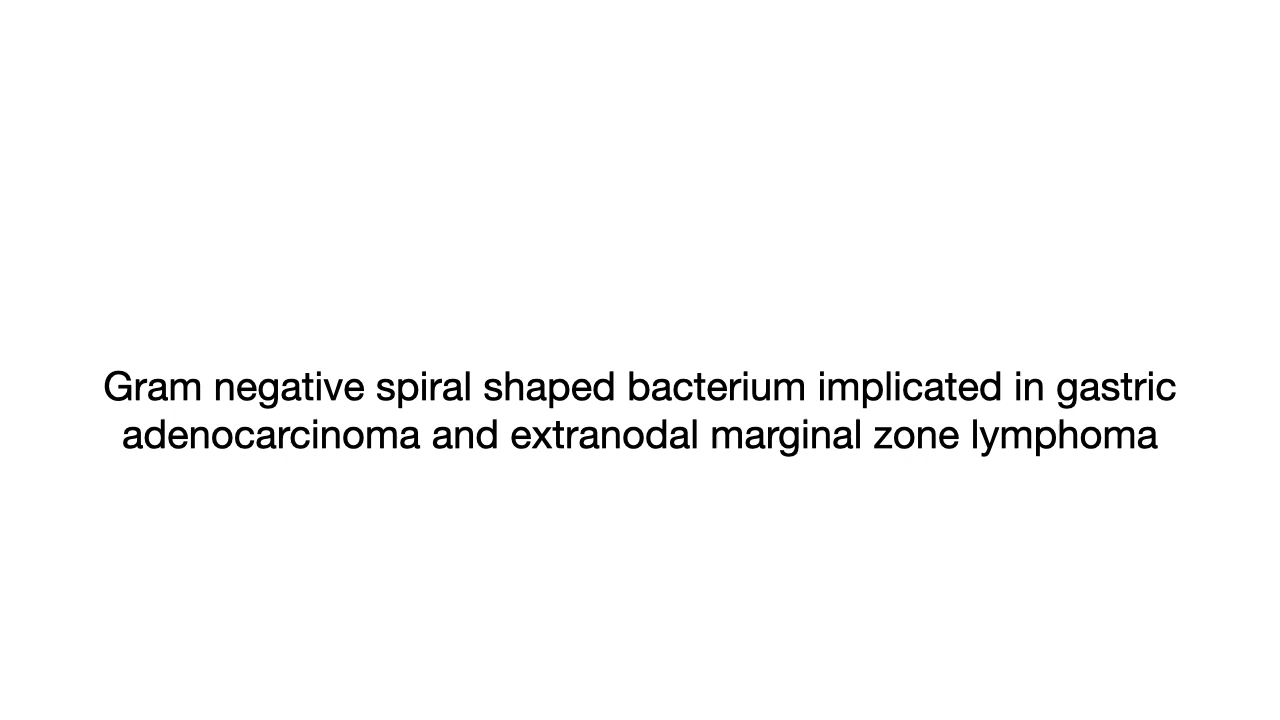 Gram negative spiral shaped bacterium implicated in gastric
adenocarcinoma and extranodal marginal zone lymphoma